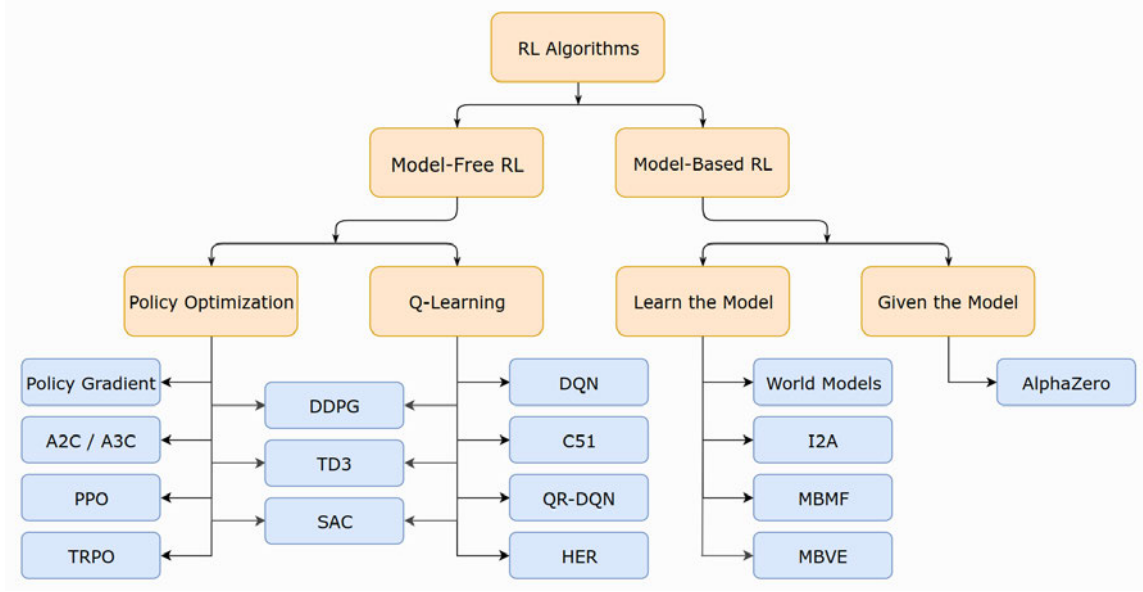 RL Algorithms
Model-Free RL
Model-Based RL
Policy Optimization
Q-Learning
Learn the Model
Given the Model
Policy Gradient
DDPG
DQN
World Models
AlphaZero
A2C / A3C
TD3
C51
I2A
PPO
SAC
QR-DQN
MBMF
TRPO
HER
MBVE